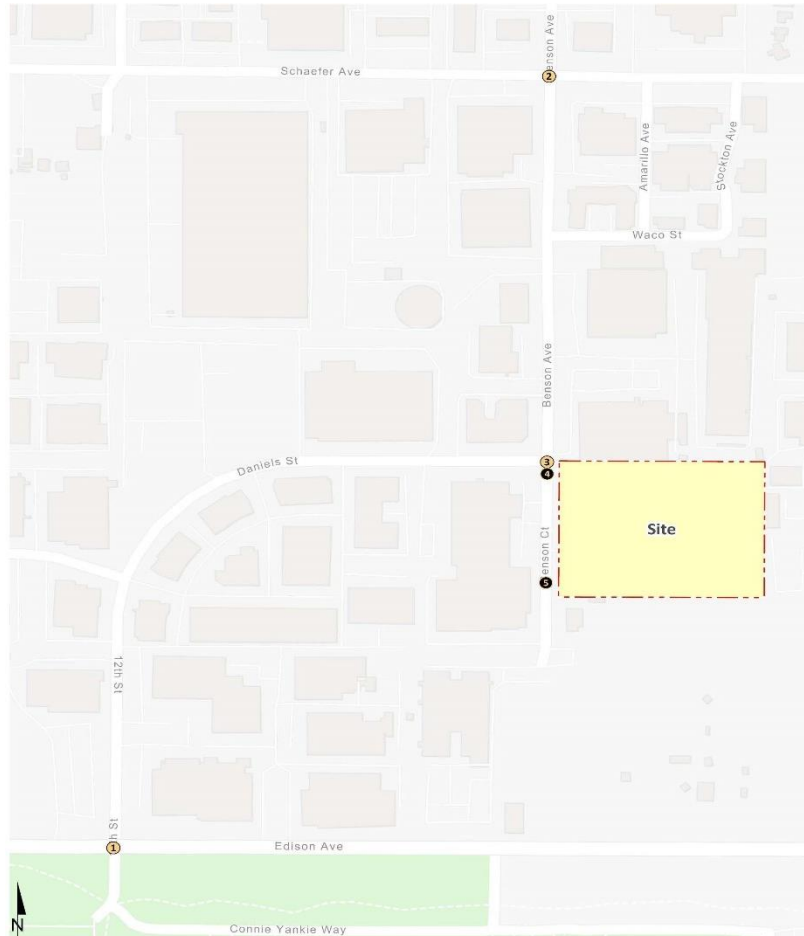 enson Ave
Schaefer Ave
2
Amarillo Ave
Stockton Ave
Waco St
Benson Ave
Daniels St
3
4
Site
enson Ct
5
12th St
h St
1
Edison Ave
N
Connie Yankie Way